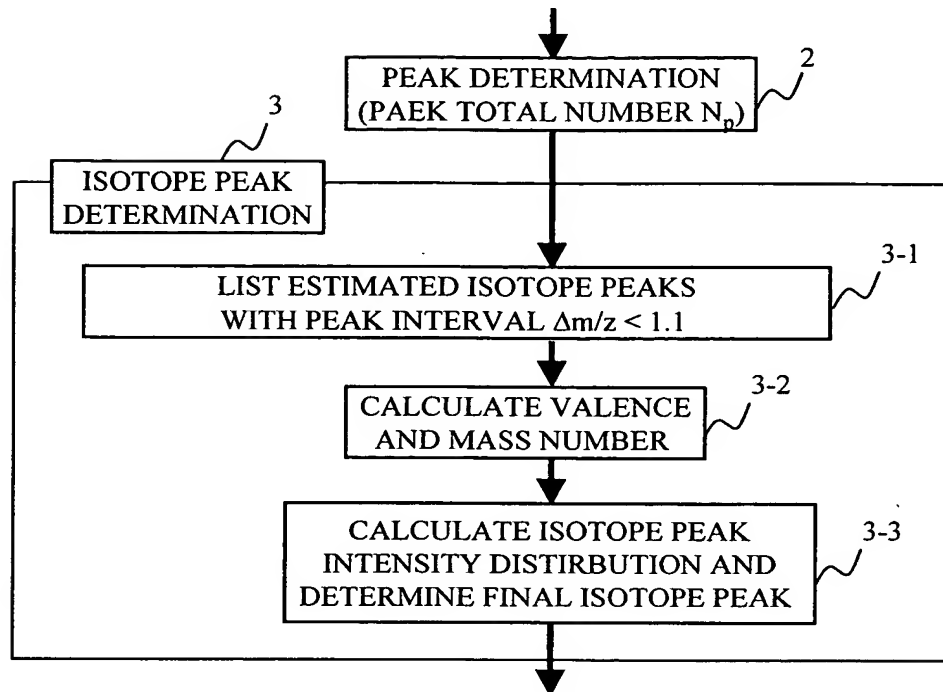 2
PEAK DETERMINATION
(PAEK TOTAL NUMBER Nₚ)
3
ISOTOPE PEAK
DETERMINATION
3-1
LIST ESTIMATED ISOTOPE PEAKS
WITH PEAK INTERVAL Δm/z < 1.1
3-2
CALCULATE VALENCE
AND MASS NUMBER
3-3
CALCULATE ISOTOPE PEAK
INTENSITY DISTIRBUTION AND
DETERMINE FINAL ISOTOPE PEAK